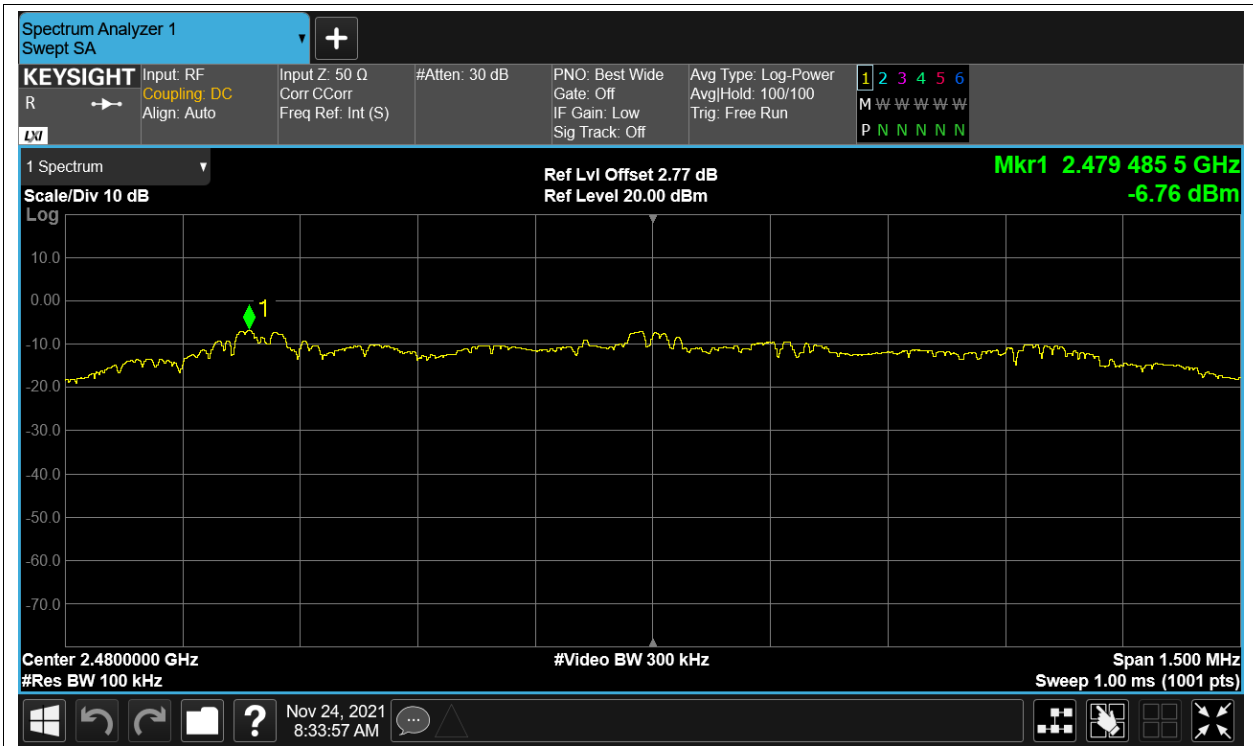 Spectrum Analyzer 1
Swept SA
KEYSIGHT
R
LXI
Input: RF
Coupling: DC
Align: Auto
Input Z: 50 Ω
Corr CCorr
Freq Ref: Int (S)
#Atten: 30 dB
PNO: Best Wide
Gate: Off
IF Gain: Low
Sig Track: Off
Avg Type: Log-Power
Avg|Hold: 100/100
Trig: Free Run
1 2 3 4 5 6
M W W W W W W
P N N N N N N
1 Spectrum
Scale/Div 10 dB
Log
Ref Lvl Offset 2.77 dB
Ref Level 20.00 dBm
Mkr1 2.479 485 5 GHz
-6.76 dBm
10.0
0.00
1
-10.0
-20.0
-30.0
-40.0
-50.0
-60.0
-70.0
Center 2.4800000 GHz
#Res BW 100 kHz
#Video BW 300 kHz
Span 1.500 MHz
Sweep 1.00 ms (1001 pts)
?
Nov 24, 2021
8:33:57 AM